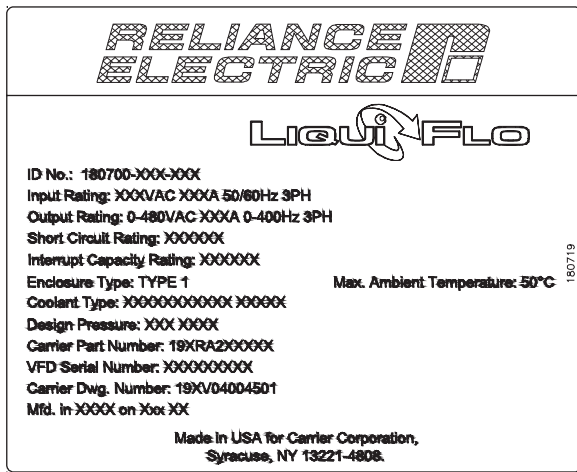 RELIANCE
ELECTRIC
LIQUIFLO
ID No.: 180700-XXX-XXX
Input Rating: XXXVAC XXXA 50/60Hz 3PH
Output Rating: 0-480VAC XXXA 0-400Hz 3PH
Short Circuit Rating: XXXXXX
Interrupt Capacity Rating: XXXXXX
Enclosure Type: TYPE 1 Max. Ambient Temperature: 50°C
Coolant Type: XXXXXXXXXXX XXXXX
Design Pressure: XXX XXXX
Carrier Part Number: 19XRA2XXXXX
VFD Serial Number: XXXXXXXXX
Carrier Dwg. Number: 19XV04004501
Mfd. in XXXX on Xxx XX
Made in USA for Carrier Corporation,
Syracuse, NY 13221-4808.
180719